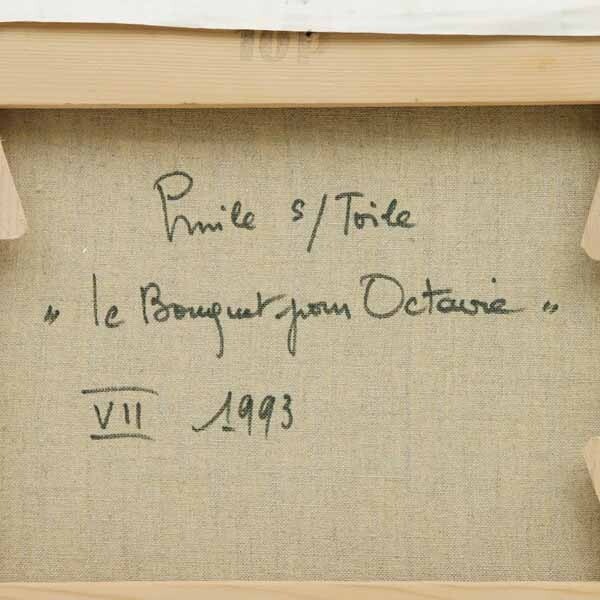 Huile s/Toile
" le Bouquet pour Octavie "
VII 1993